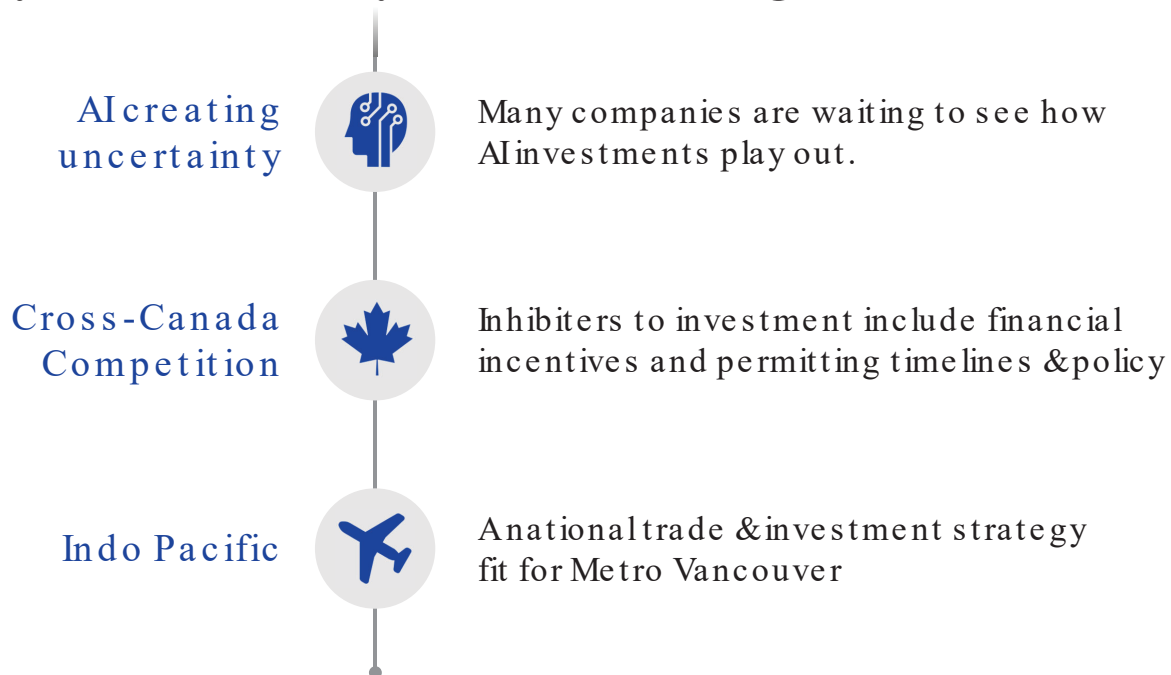 AI creating
uncertainty
Many companies are waiting to see how
AI investments play out.
Cross-Canada
Competition
Inhibiters to investment include financial
incentives and permitting timelines & policy
Indo Pacific
A national trade & investment strategy
fit for Metro Vancouver